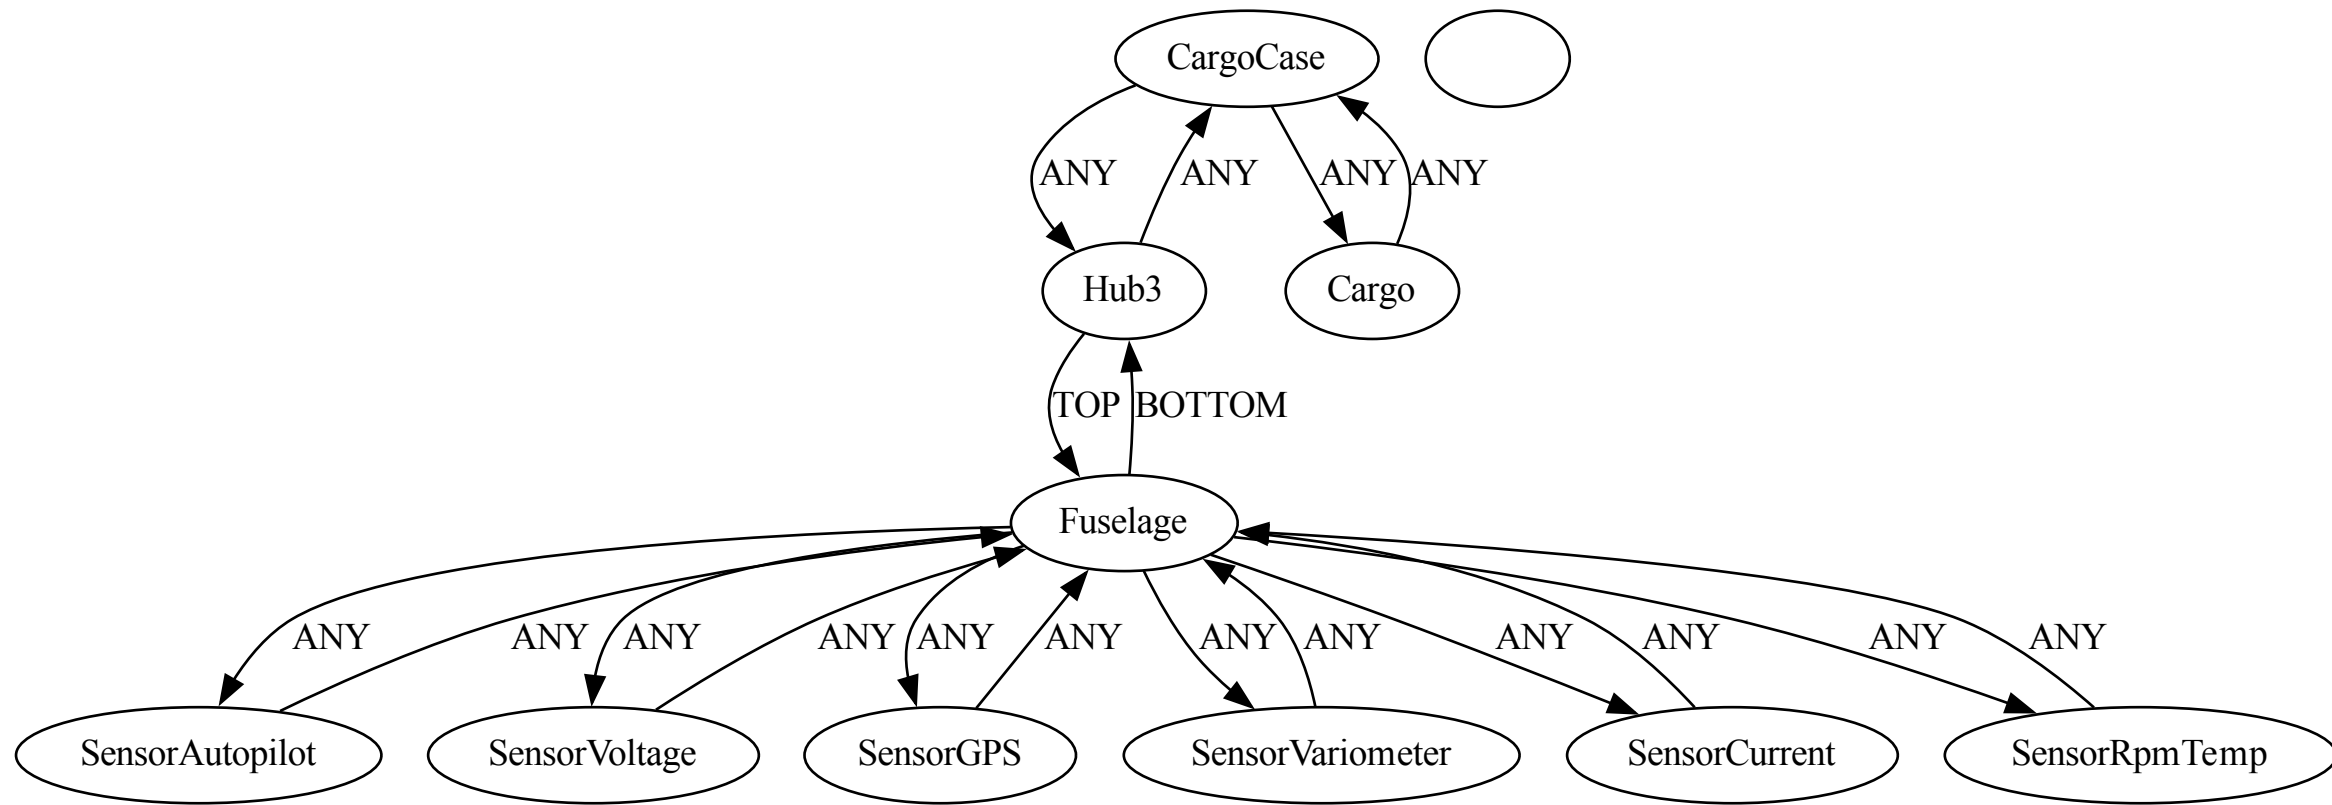 CargoCase
ANY
ANY
ANY
ANY
Hub3
Cargo
TOP
BOTTOM
Fuselage
ANY
ANY
ANY
ANY
ANY
ANY
ANY
ANY
ANY
ANY
ANY
ANY
SensorAutopilot
SensorVoltage
SensorGPS
SensorVariometer
SensorCurrent
SensorRpmTemp